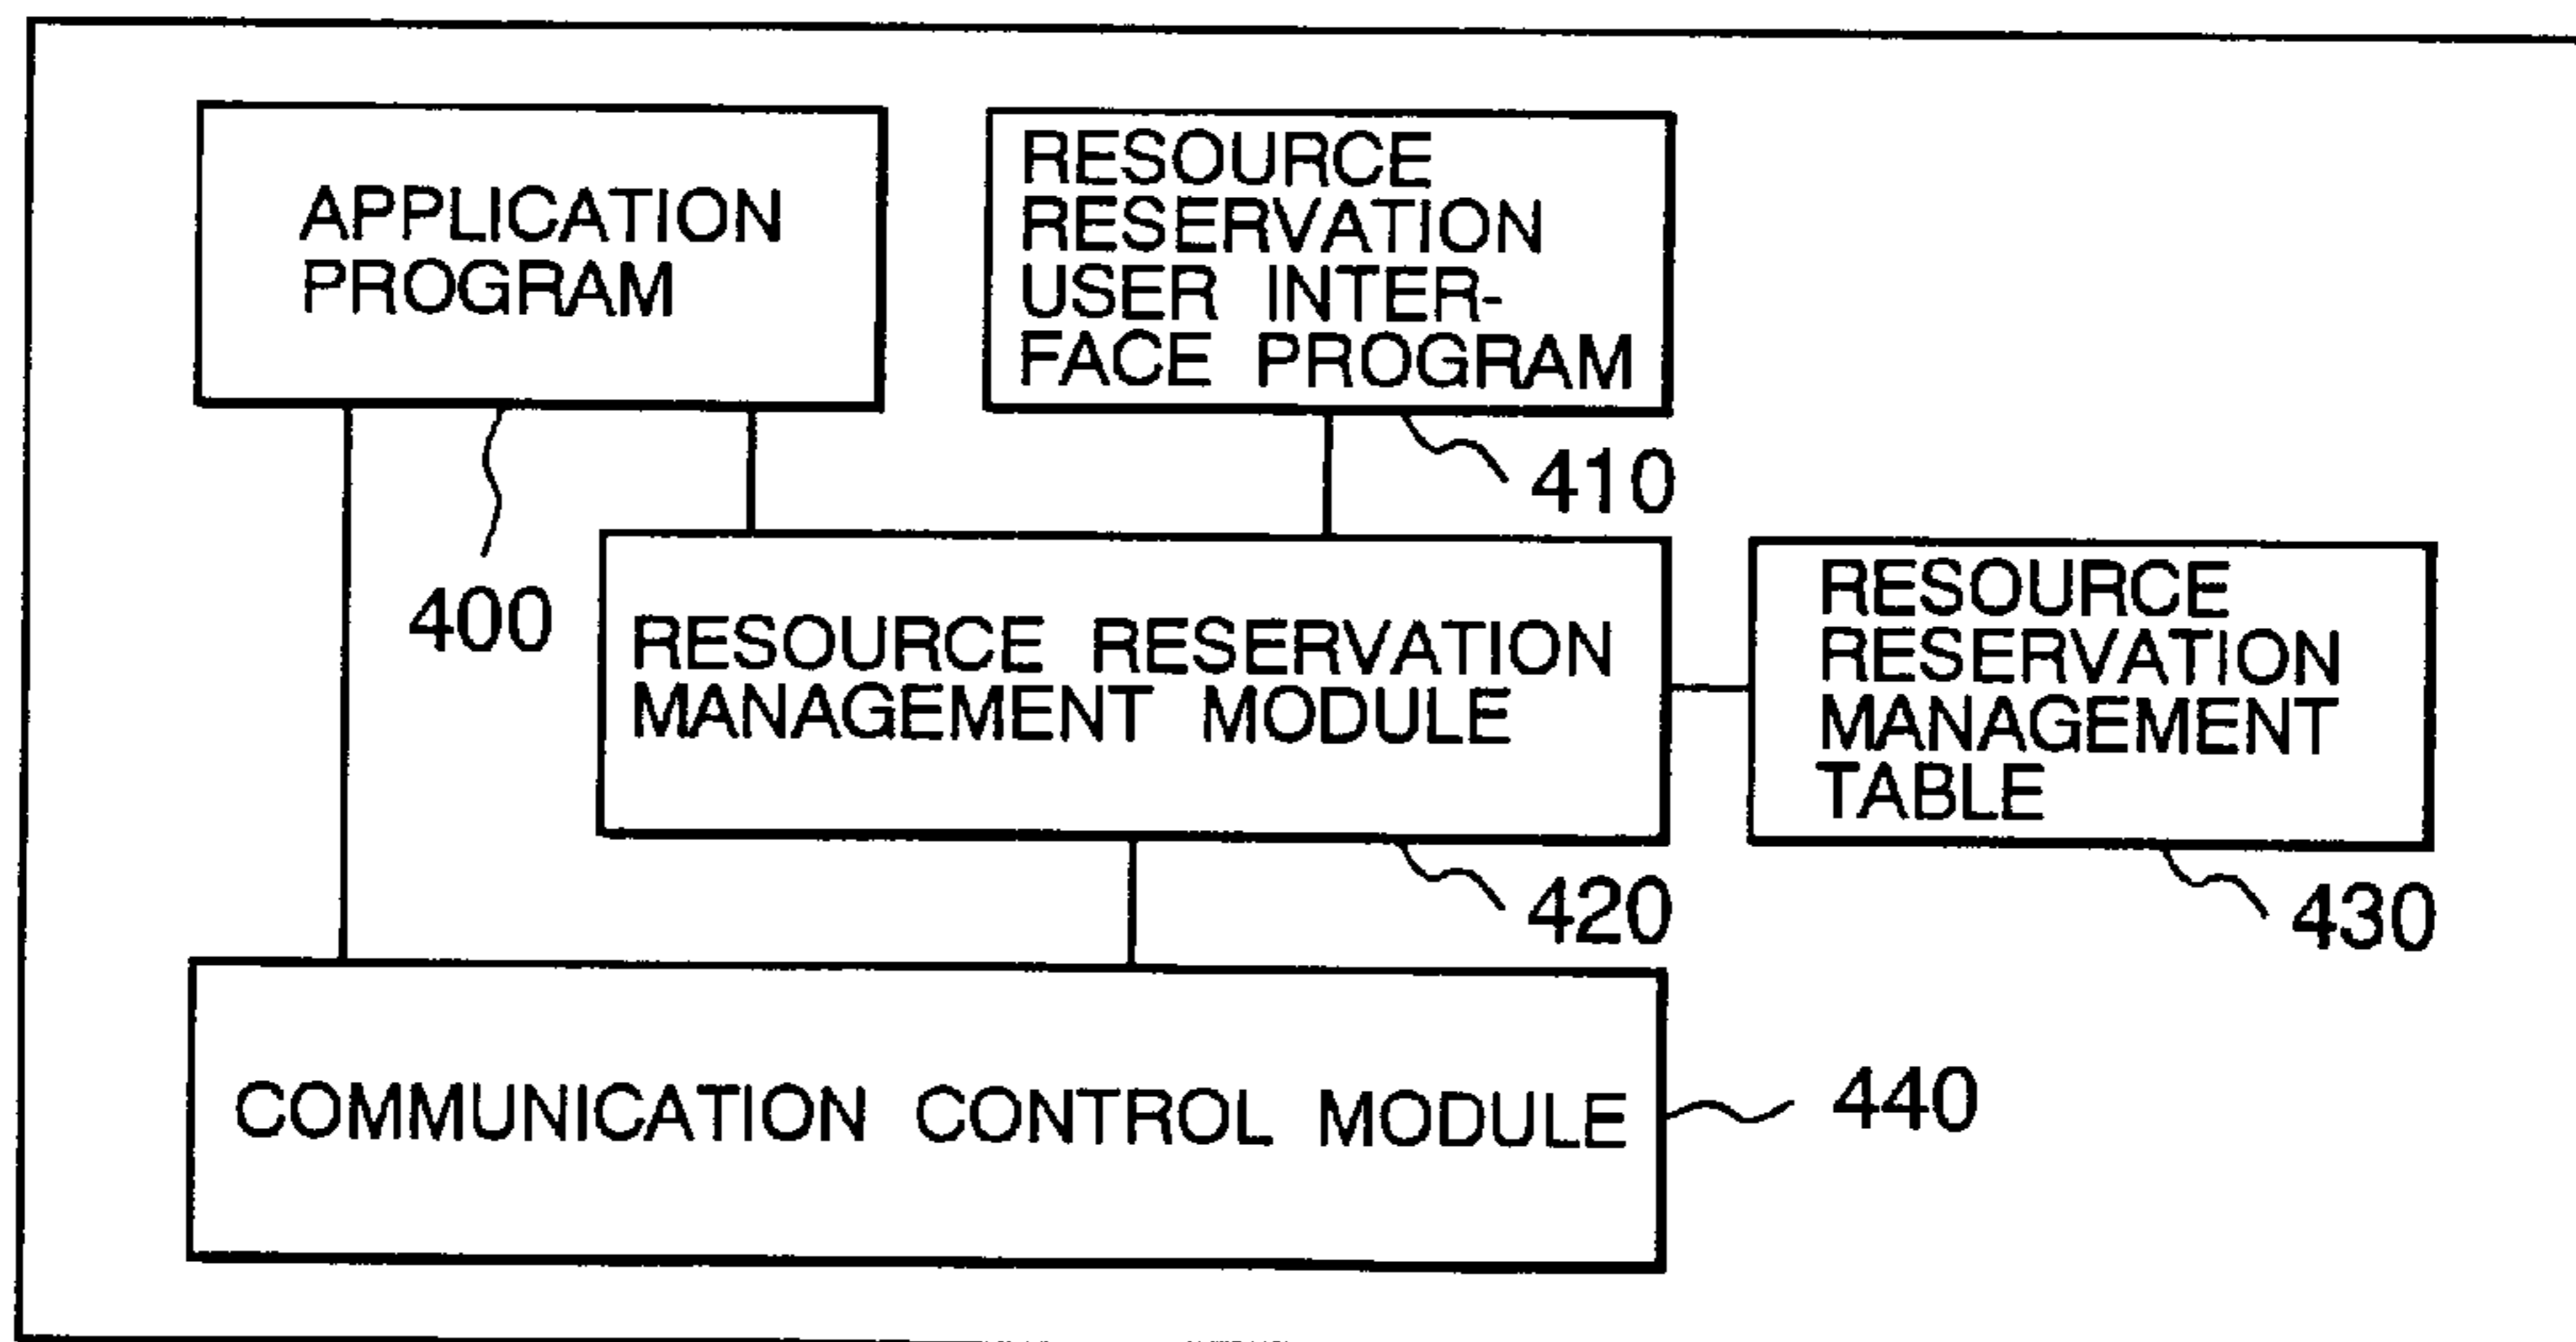 APPLICATION
PROGRAM
400
RESOURCE
RESERVATION
USER INTER-
FACE PROGRAM
410
RESOURCE RESERVATION
MANAGEMENT MODULE
420
RESOURCE
RESERVATION
MANAGEMENT
TABLE
430
COMMUNICATION CONTROL MODULE
440